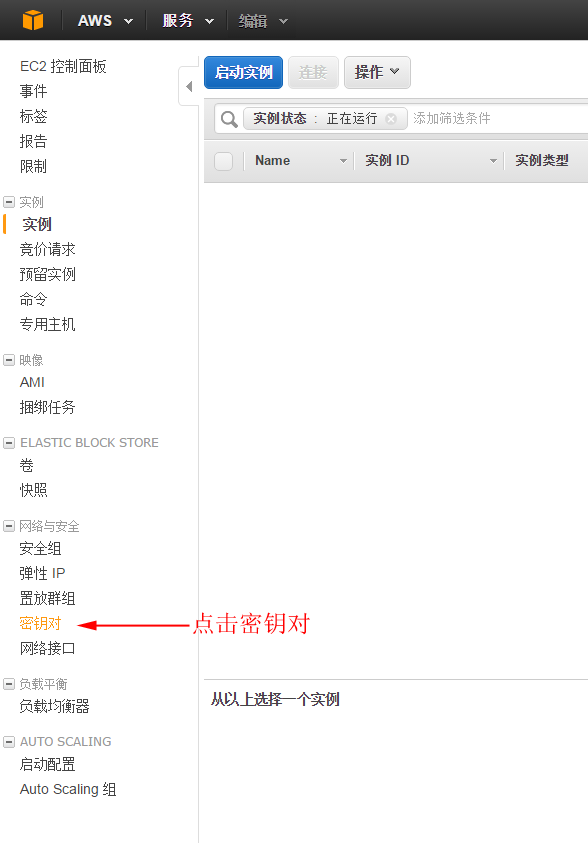 AWS 服务 编辑
EC2 控制面板
事件
标签
报告
限制
实例
实例
竞价请求
预留实例
命令
专用主机
映像
AMI
捆绑任务
ELASTIC BLOCK STORE
卷
快照
网络与安全
安全组
弹性 IP
置放群组
密钥对
网络接口
负载平衡
负载均衡器
AUTO SCALING
启动配置
Auto Scaling 组
启动实例 连接 操作
实例状态 : 正在运行 添加筛选条件
Name 实例 ID 实例类型
点击密钥对
从以上选择一个实例